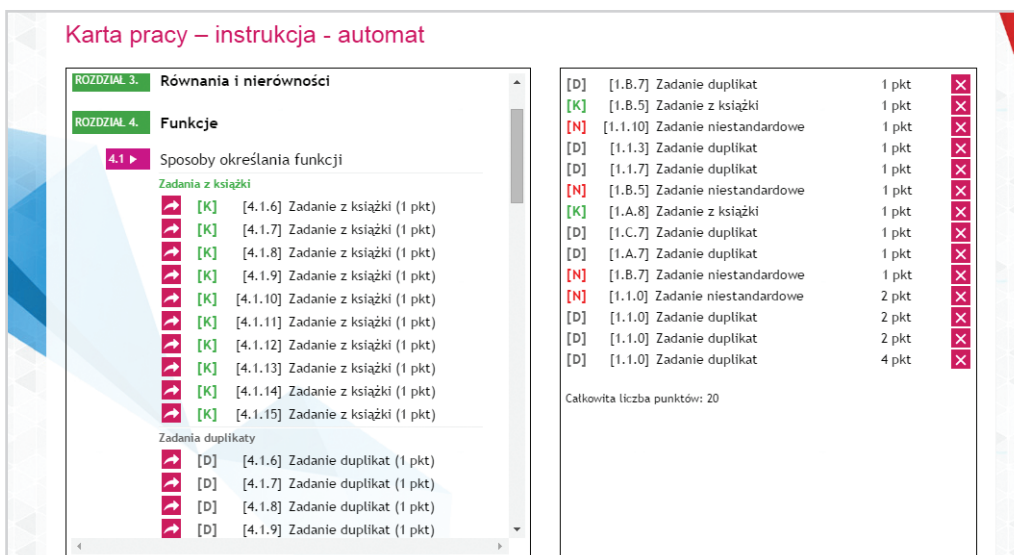 Karta pracy – instrukcja - automat
ROZDZIAŁ 3. Równania i nierówności
ROZDZIAŁ 4. Funkcje
4.1 Sposoby określania funkcji
Zadania z książki
[K] [4.1.6] Zadanie z książki (1 pkt)
[K] [4.1.7] Zadanie z książki (1 pkt)
[K] [4.1.8] Zadanie z książki (1 pkt)
[K] [4.1.9] Zadanie z książki (1 pkt)
[K] [4.1.10] Zadanie z książki (1 pkt)
[K] [4.1.11] Zadanie z książki (1 pkt)
[K] [4.1.12] Zadanie z książki (1 pkt)
[K] [4.1.13] Zadanie z książki (1 pkt)
[K] [4.1.14] Zadanie z książki (1 pkt)
[K] [4.1.15] Zadanie z książki (1 pkt)
Zadania duplikaty
[D] [4.1.6] Zadanie duplikat (1 pkt)
[D] [4.1.7] Zadanie duplikat (1 pkt)
[D] [4.1.8] Zadanie duplikat (1 pkt)
[D] [4.1.9] Zadanie duplikat (1 pkt)
[D] [1.B.7] Zadanie duplikat 1 pkt
[K] [1.B.5] Zadanie z książki 1 pkt
[N] [1.1.10] Zadanie niestandardowe 1 pkt
[D] [1.1.3] Zadanie duplikat 1 pkt
[D] [1.1.7] Zadanie duplikat 1 pkt
[N] [1.B.5] Zadanie niestandardowe 1 pkt
[K] [1.A.8] Zadanie z książki 1 pkt
[D] [1.C.7] Zadanie duplikat 1 pkt
[D] [1.A.7] Zadanie duplikat 1 pkt
[N] [1.B.7] Zadanie niestandardowe 1 pkt
[N] [1.1.0] Zadanie niestandardowe 2 pkt
[D] [1.1.0] Zadanie duplikat 2 pkt
[D] [1.1.0] Zadanie duplikat 2 pkt
[D] [1.1.0] Zadanie duplikat 4 pkt
Całkowita liczba punktów: 20